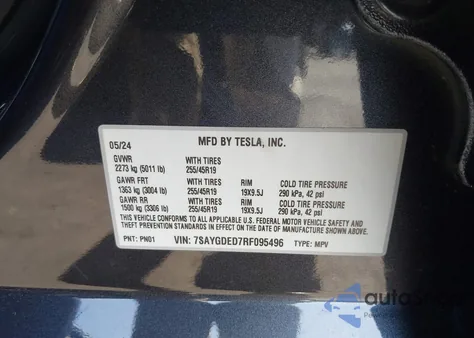 05/24 MFD BY TESLA, INC.
GVWR WITH TIRES
2273 kg (5011 lb) 255/45R19
GAWR FRT WITH TIRES RIM COLD TIRE PRESSURE
1363 kg (3004 lb) 255/45R19 19X9.5J 290 kPa, 42 psi
GAWR RR WITH TIRES RIM COLD TIRE PRESSURE
1500 kg (3306 lb) 255/45R19 19X9.5J 290 kPa, 42 psi
THIS VEHICLE CONFORMS TO ALL APPLICABLE U.S. FEDERAL MOTOR VEHICLE SAFETY AND
THEFT PREVENTION STANDARDS IN EFFECT ON THE DATE OF MANUFACTURE SHOWN ABOVE.
PNT: PN01 VIN: 7SAYGDED7RF095496 TYPE: MPV